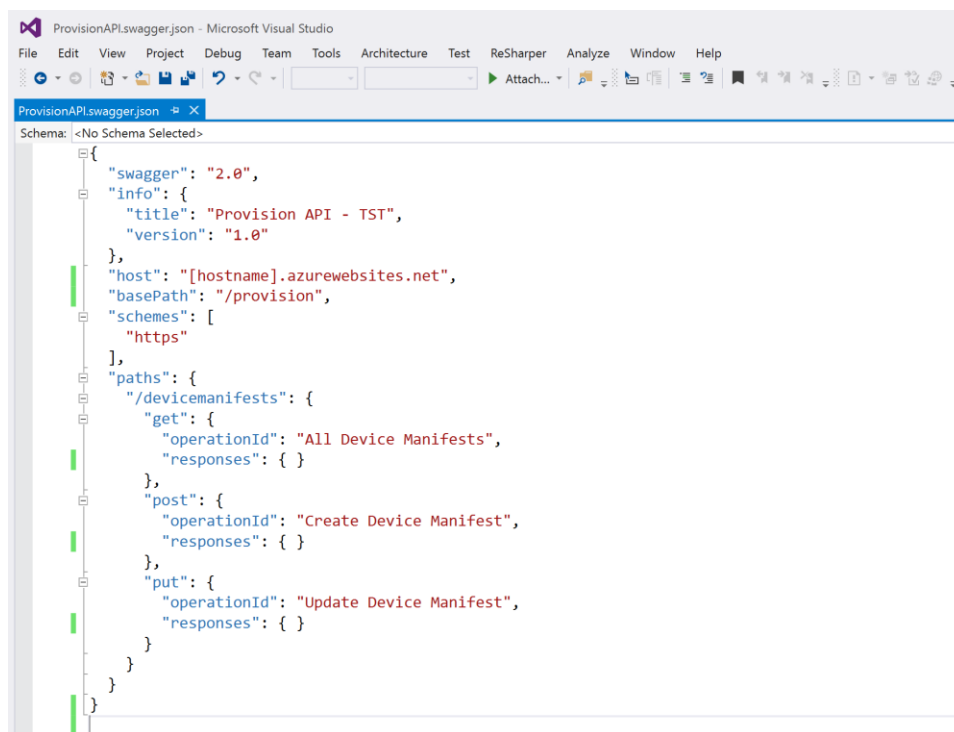 ProvisionAPI.swagger.json - Microsoft Visual Studio
File Edit View Project Debug Team Tools Architecture Test ReSharper Analyze Window Help
Attach...
ProvisionAPI.swagger.json
Schema: <No Schema Selected>
{
"swagger": "2.0",
"info": {
"title": "Provision API - TST",
"version": "1.0"
},
"host": "[hostname].azurewebsites.net",
"basePath": "/provision",
"schemes": [
"https"
],
"paths": {
"/devicemanifests": {
"get": {
"operationId": "All Device Manifests",
"responses": { }
},
"post": {
"operationId": "Create Device Manifest",
"responses": { }
},
"put": {
"operationId": "Update Device Manifest",
"responses": { }
}
}
}
}